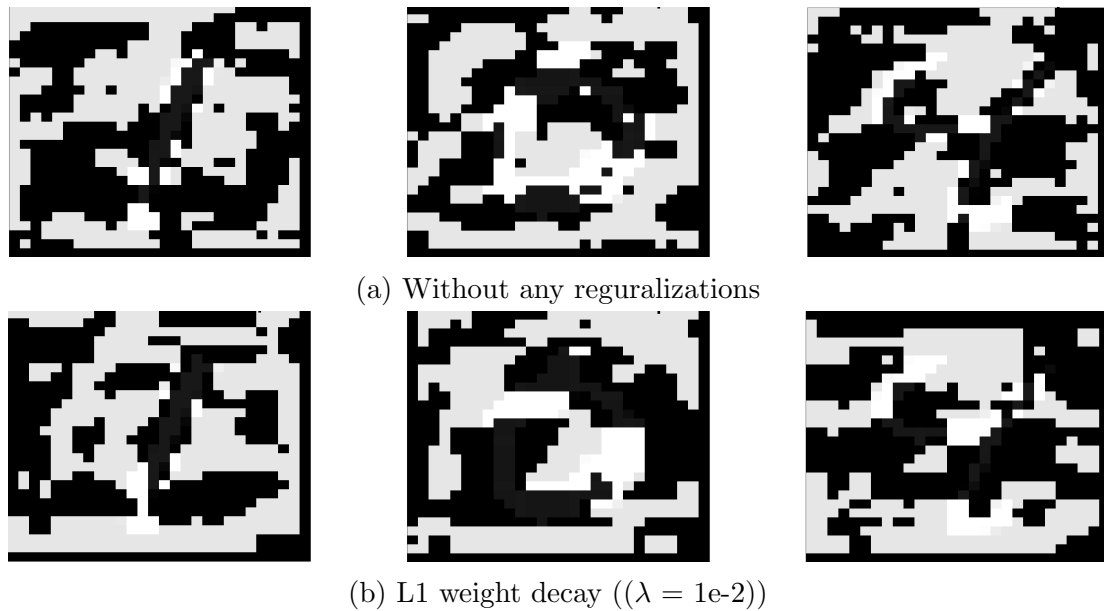 (a) Without any reguralizations
(b) L1 weight decay ((λ = 1e-2))